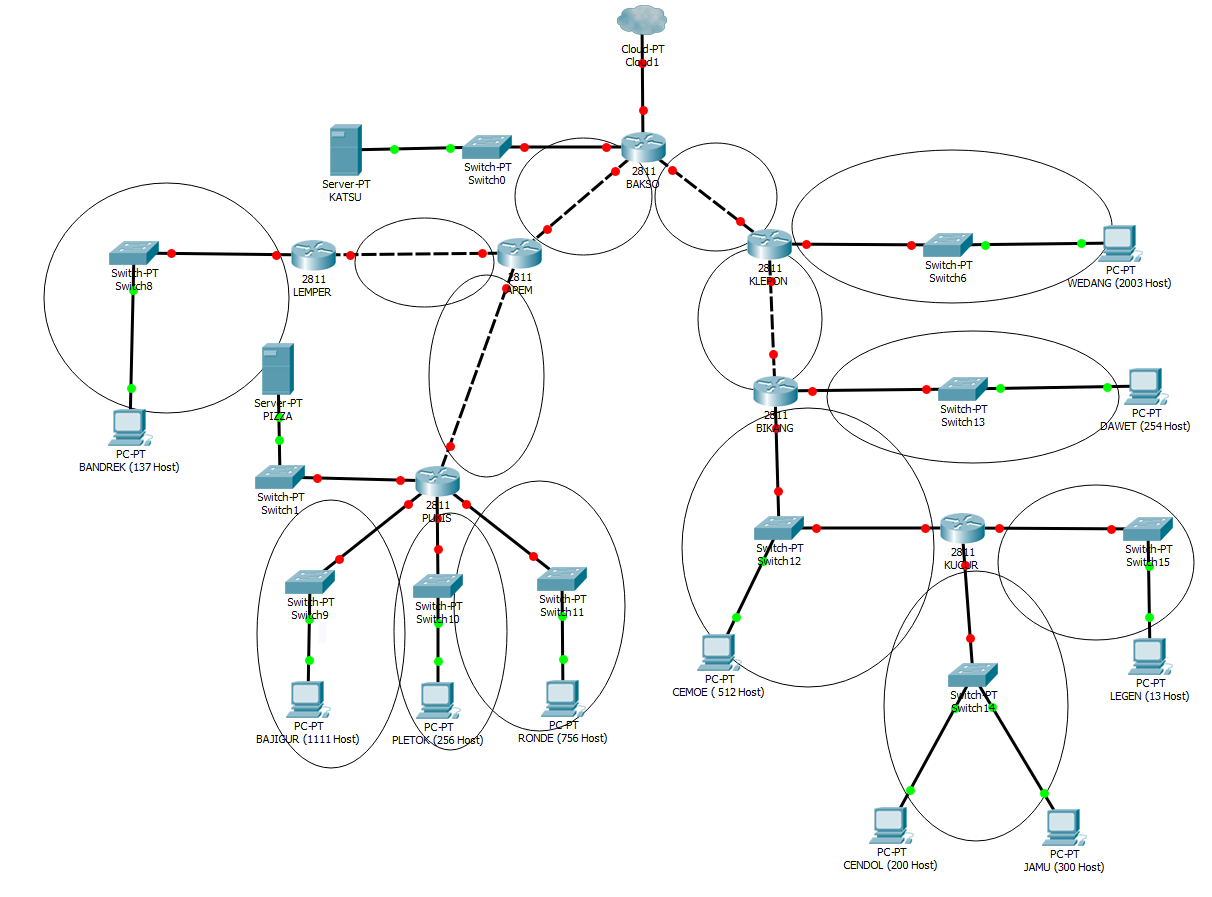 Cloud-PT
Cloud1
Server-PT
KATSU
Switch-PT
Switch0
2811
BAKSO
Switch-PT
Switch8
2811
LEMPER
2811
APEM
2811
KLEPON
Switch-PT
Switch6
PC-PT
WEDANG (2003 Host)
Server-PT
PIZZA
PC-PT
BANDREK (137 Host)
2811
BIKANG
Switch-PT
Switch13
PC-PT
DAWET (254 Host)
Switch-PT
Switch1
2811
PUKIS
Switch-PT
Switch12
2811
KUCUR
Switch-PT
Switch15
Switch-PT
Switch9
Switch-PT
Switch10
Switch-PT
Switch11
PC-PT
CEMOE ( 512 Host)
Switch-PT
Switch14
PC-PT
LEGEN (13 Host)
PC-PT
BAJIGUR (1111 Host)
PC-PT
PLETOK (256 Host)
PC-PT
RONDE (756 Host)
PC-PT
CENDOL (200 Host)
PC-PT
JAMU (300 Host)